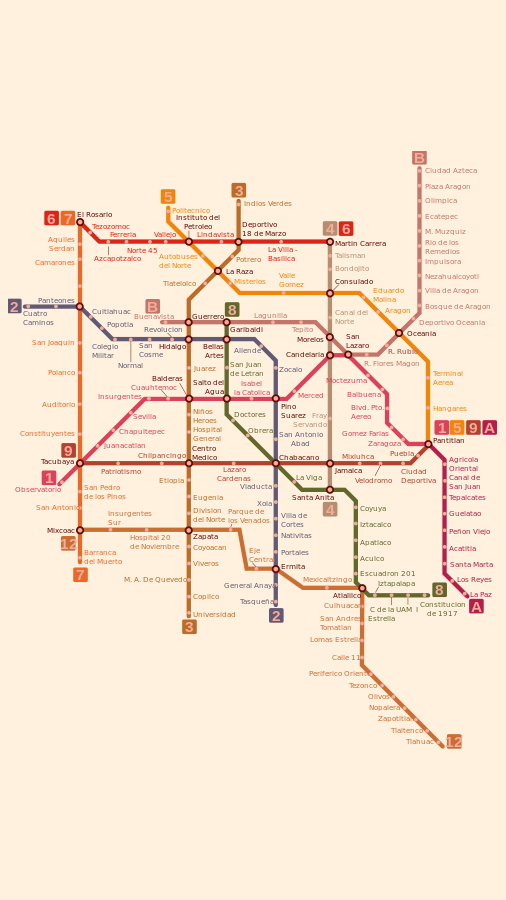 B
Ciudad Azteca
Plaza Aragon
Olimpica
Ecatepec
M. Muzquiz
Rio de los
Remedios
Impulsora
Nezahualcoyotl
Villa de Aragon
Bosque de Aragon
Deportivo Oceania
Oceania
R. Rubio
R. Flores Magon
San
Lazaro
Morelos
Tepito
Lagunilla
Garibaldi
Guerrero
Buenavista
B
5
Politecnico
Instituto del
Petroleo
Autobuses
del Norte
La Raza
Misterios
Valle
Gomez
Consulado
Eduardo
Molina
Aragon
Terminal
Aerea
Hangares
Pantitlan
1 5 9 A
3
Indios Verdes
Deportivo
18 de Marzo
Potrero
Tlatelolco
Hidalgo
Juarez
Balderas
Niños
Heroes
Hospital
General
Centro
Medico
Etiopia
Eugenia
Division
del Norte
Zapata
Coyoacan
Viveros
M. A. De Quevedo
Copilco
Universidad
3
6 7
El Rosario
Tezozomoc
Azcapotzalco
Ferreria
Norte 45
Vallejo
Lindavista
La Villa -
Basilica
4 6
Martin Carrera
Talisman
Bondojito
Canal del
Norte
Candelaria
Fray
Servando
Jamaica
Santa Anita
4
Aquiles
Serdan
Camarones
San Joaquin
Polanco
Auditorio
Constituyentes
9
Tacubaya
San Pedro
de los Pinos
San Antonio
Mixcoac
12
Barranca
del Muerto
7
2
Cuatro
Caminos
Panteones
Cuitlahuac
Popotla
Colegio
Militar
Normal
San
Cosme
Revolucion
Bellas
Artes
Allende
Zocalo
Pino
Suarez
San Antonio
Abad
Chabacano
Viaducto
Xola
Villa de
Cortes
Nativitas
Portales
Ermita
General Anaya
Tasqueña
2
8
San Juan
de Letran
Salto del
Agua
Doctores
Obrera
La Viga
Coyuya
Iztacalco
Apatlaco
Aculco
Escuadron 201
Atlalilco
Iztapalapa
C de la
Estrella
UAM I
Constitucion
de 1917
8
1
Observatorio
Juanacatlan
Chapultepec
Sevilla
Insurgentes
Cuauhtemoc
Isabel
la Catolica
Merced
Moctezuma
Balbuena
Blvd. Pto.
Aereo
Gomez Farias
Zaragoza
Patriotismo
Chilpancingo
Lazaro
Cardenas
Mixiuhca
Velodromo
Ciudad
Deportiva
Puebla
Agricola
Oriental
Canal de
San Juan
Tepalcates
Guelatao
Peñon Viejo
Acatitla
Santa Marta
Los Reyes
La Paz
A
Insurgentes
Sur
Hospital 20
de Noviembre
Parque de
los Venados
Eje
Central
Mexicaltzingo
Culhuacan
San Andres
Tomatlan
Lomas Estrella
Calle 11
Periferico Orient
Tezonco
Olivos
Nopalera
Zapotitlan
Tlaltenco
Tlahuac
12